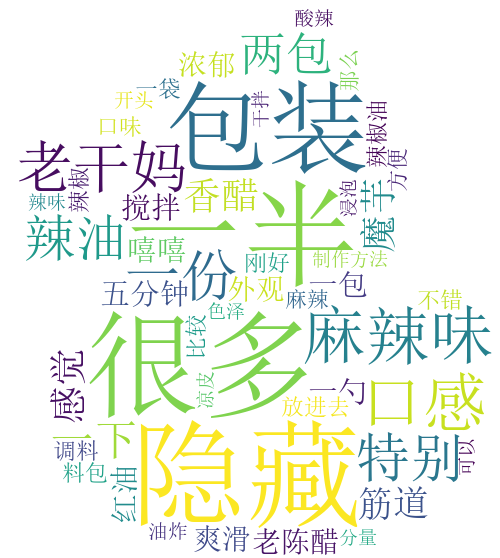 酸辣
两包
浓郁
那么
一袋
包装
开头
干拌
口味
辣椒油
老干妈
辣椒
方便
香醋
浸泡
魔芋
辣味
搅拌
一半
辣油
嘻嘻
一份
刚好
制作方法
五分钟
外观
一包
麻辣
不错
色泽
很多
比较
麻辣味
感觉
凉皮
一勺
口感
放进去
一下
隐藏
特别
调料
料包
红油
可以
筋道
油炸
爽滑
老陈醋
分量